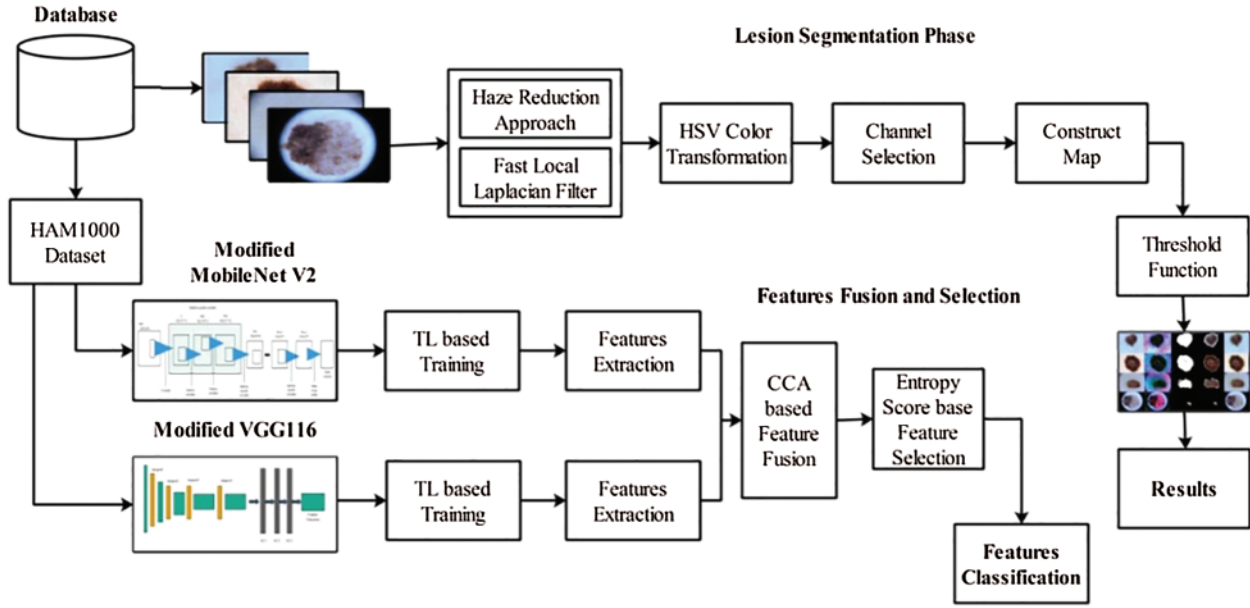 Database
Lesion Segmentation Phase
Haze Reduction
Approach
Fast Local
Laplacian Filter
HSV Color
Transformation
Channel
Selection
Construct
Map
Threshold
Function
Results
HAM1000
Dataset
Modified
MobileNet V2
TL based
Training
Features
Extraction
Modified VGG116
TL based
Training
Features
Extraction
Features Fusion and Selection
CCA
based
Feature
Fusion
Entropy
Score base
Feature
Selection
Features
Classification